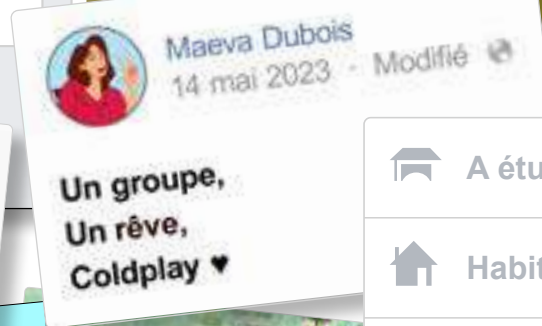 Maeva Dubois
14 mai 2023 · Modifié
Un groupe,
Un rêve,
Coldplay ♥
A étu
Habit